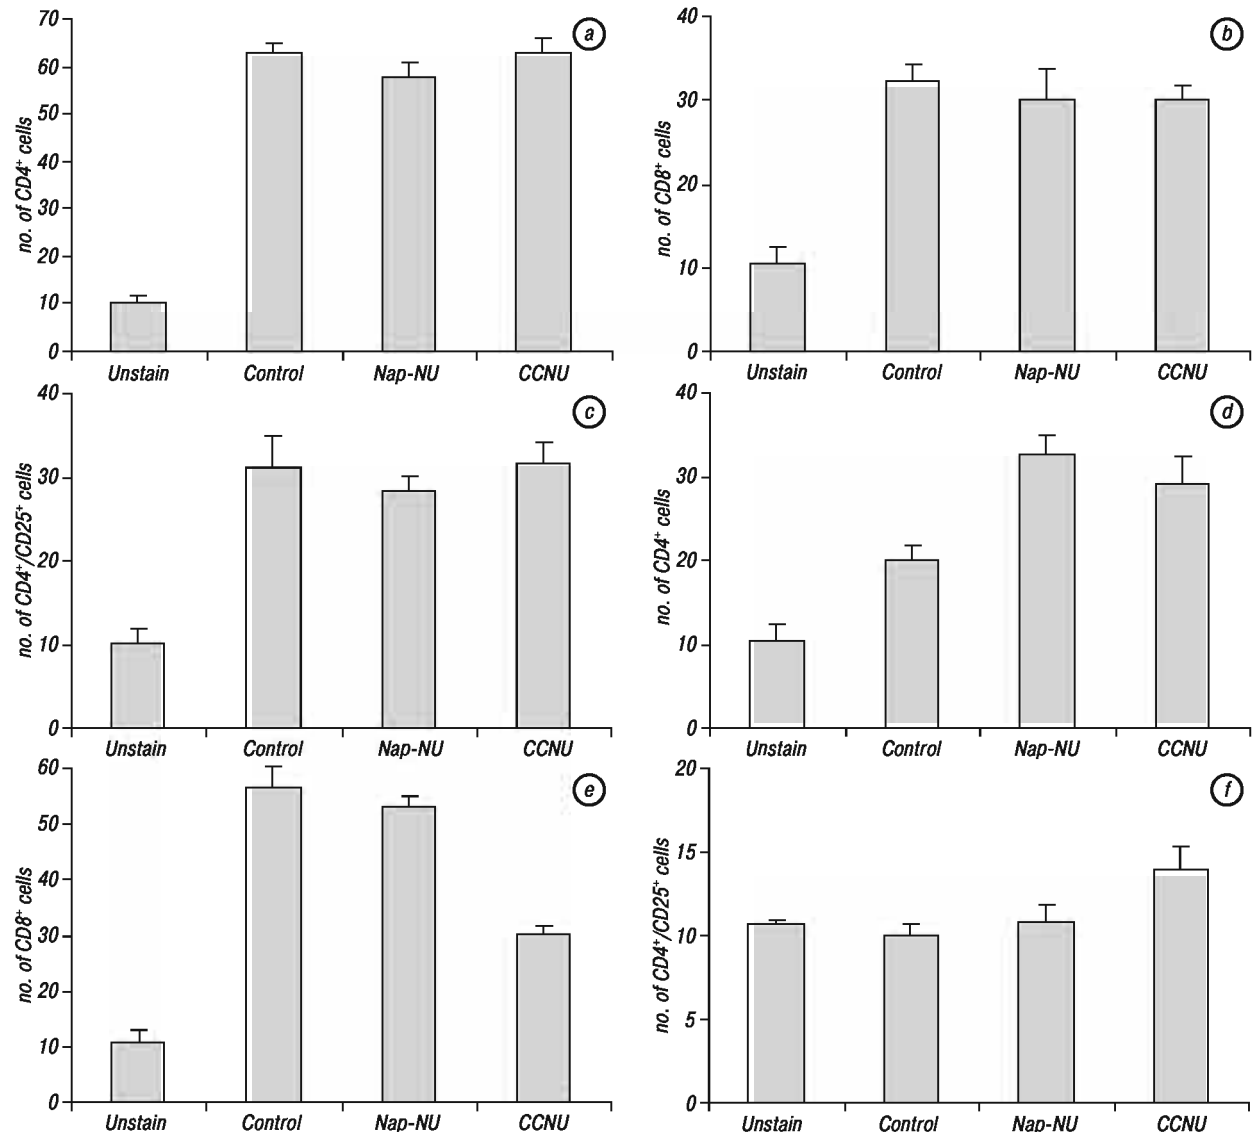 a
no. of CD4+ cells
70
60
50
40
30
20
10
0
Unstain Control Nap-NU CCNU
b
no. of CD8+ cells
40
30
20
10
0
Unstain Control Nap-NU CCNU
c
no. of CD4+/CD25+ cells
40
30
20
10
0
Unstain Control Nap-NU CCNU
d
no. of CD4+ cells
40
30
20
10
0
Unstain Control Nap-NU CCNU
e
no. of CD8+ cells
60
50
40
30
20
10
0
Unstain Control Nap-NU CCNU
f
no. of CD4+/CD25+ cells
20
15
10
5
0
Unstain Control Nap-NU CCNU